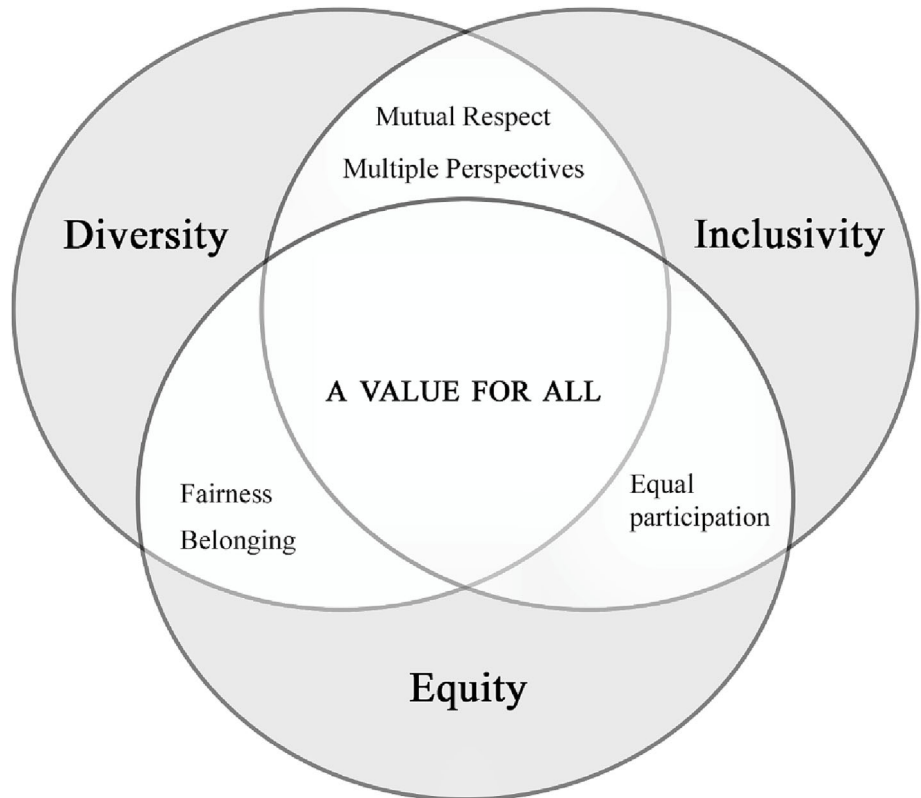 Mutual Respect
Multiple Perspectives
Diversity
Inclusivity
A VALUE FOR ALL
Fairness
Belonging
Equal
participation
Equity